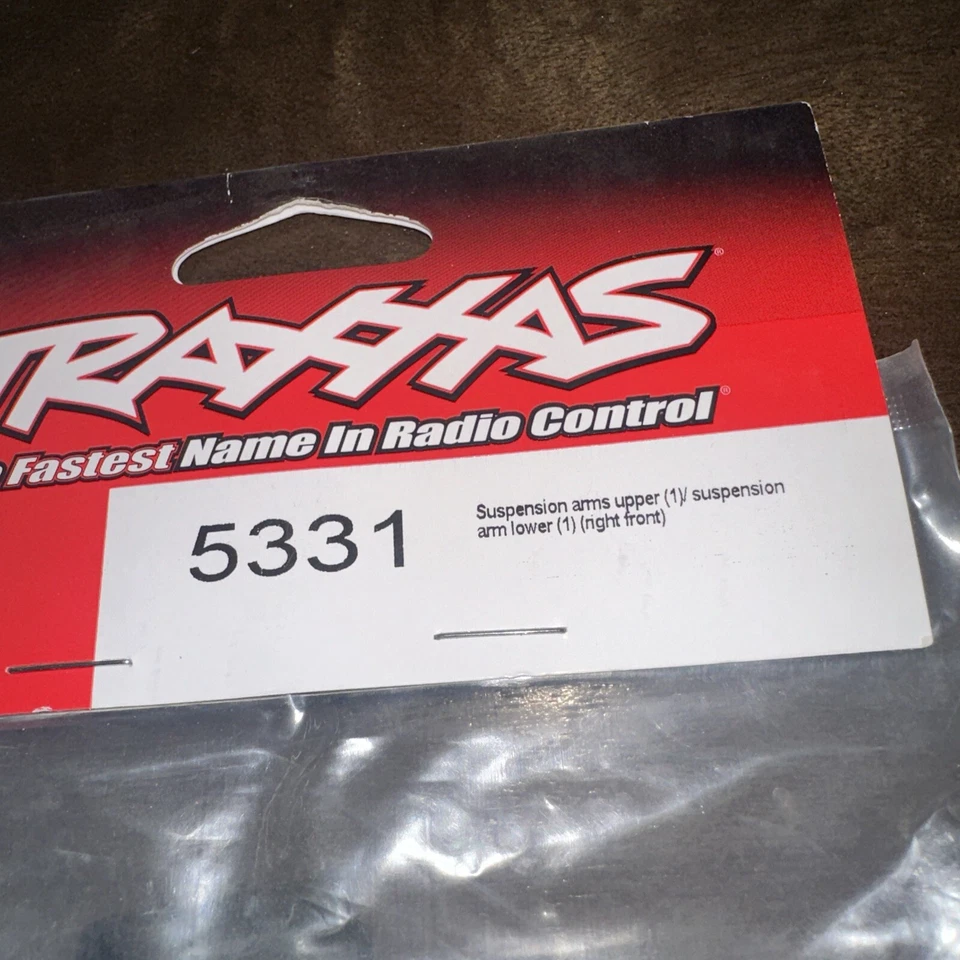 TRAXXAS®
Fastest Name In Radio Control®
5331
Suspension arms upper (1)/ suspension
arm lower (1) (right front)